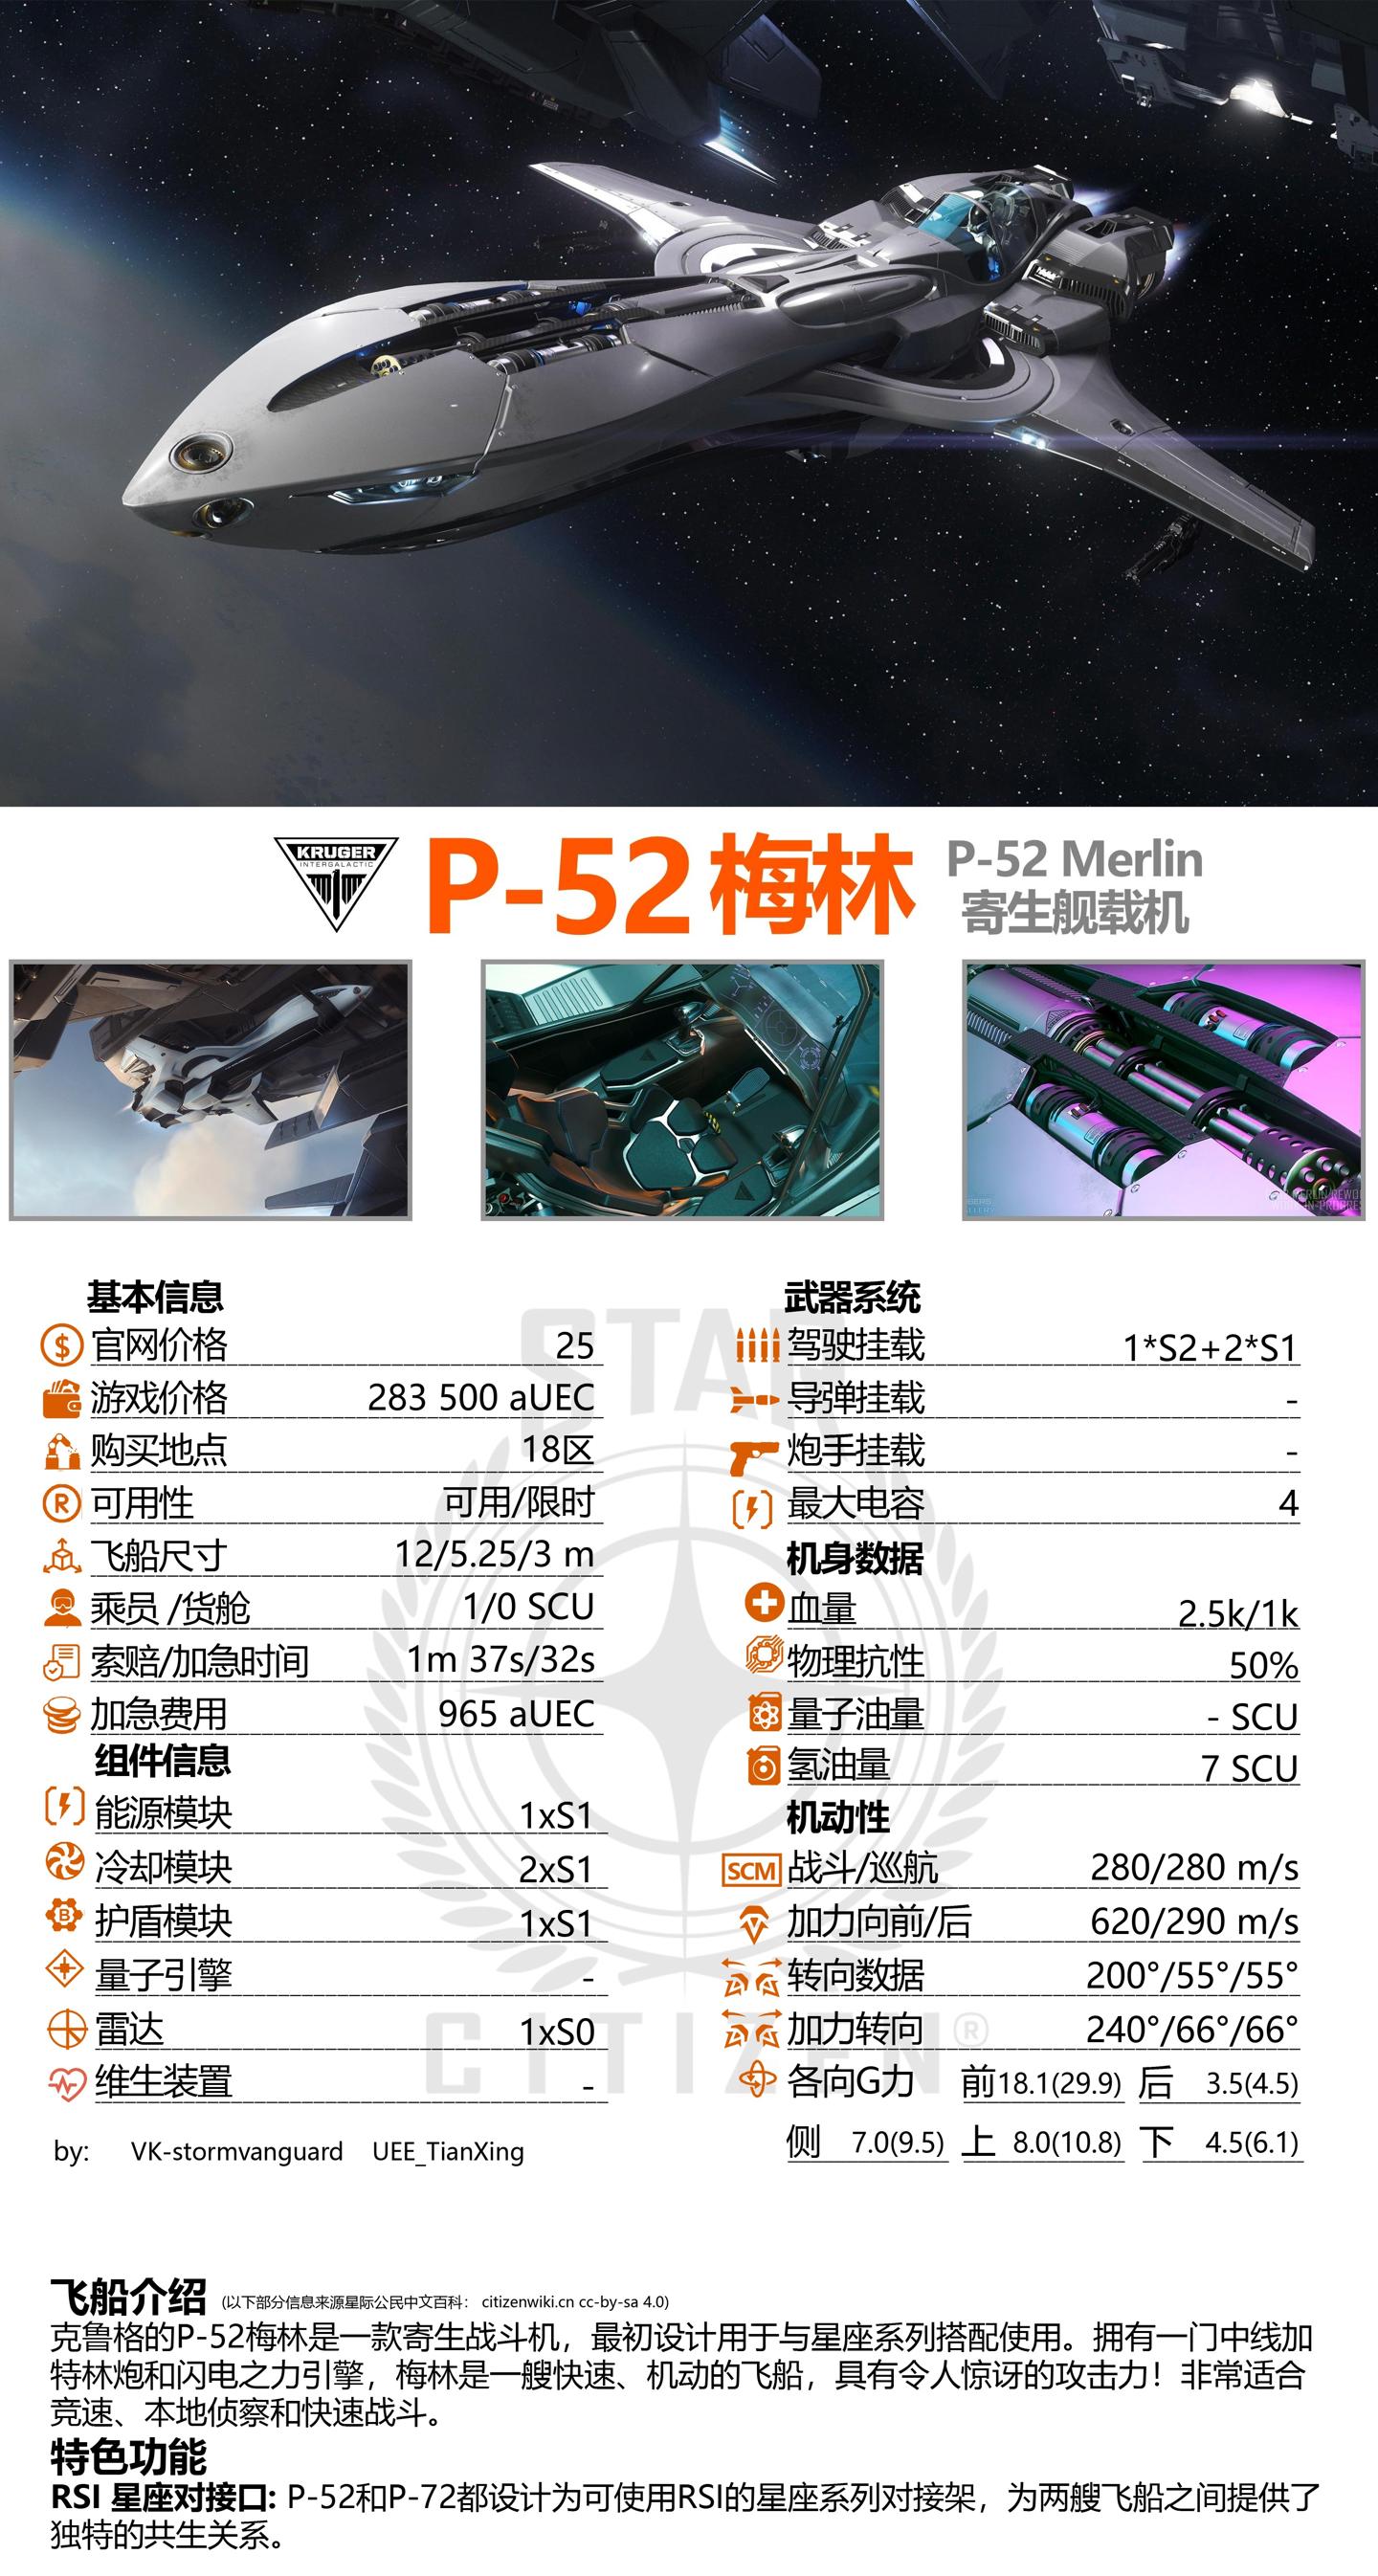 KRUGER
INTERGALACTIC
P-52 梅林
P-52 Merlin
寄生舰载机
基本信息
官网价格 25
游戏价格 283 500 aUEC
购买地点 18区
可用性 可用/限时
飞船尺寸 12/5.25/3 m
乘员 /货舱 1/0 SCU
索赔/加急时间 1m 37s/32s
加急费用 965 aUEC
组件信息
能源模块 1xS1
冷却模块 2xS1
护盾模块 1xS1
量子引擎 -
雷达 1xS0
维生装置 -
by: VK-stormvanguard UEE_TianXing
武器系统
驾驶挂载 1*S2+2*S1
导弹挂载 -
炮手挂载 -
最大电容 4
机身数据
血量 2.5k/1k
物理抗性 50%
量子油量 - SCU
氢油量 7 SCU
机动性
SCM 战斗/巡航 280/280 m/s
加力向前/后 620/290 m/s
转向数据 200°/55°/55°
加力转向 240°/66°/66°
各向G力 前18.1(29.9) 后 3.5(4.5)
侧 7.0(9.5) 上 8.0(10.8) 下 4.5(6.1)
STAR
CITIZEN®
飞船介绍 (以下部分信息来源星际公民中文百科： citizenwiki.cn cc-by-sa 4.0)
克鲁格的P-52梅林是一款寄生战斗机，最初设计用于与星座系列搭配使用。拥有一门中线加
特林炮和闪电之力引擎，梅林是一艘快速、机动的飞船，具有令人惊讶的攻击力！非常适合
竞速、本地侦察和快速战斗。
特色功能
RSI 星座对接口: P-52和P-72都设计为可使用RSI的星座系列对接架，为两艘飞船之间提供了
独特的共生关系。